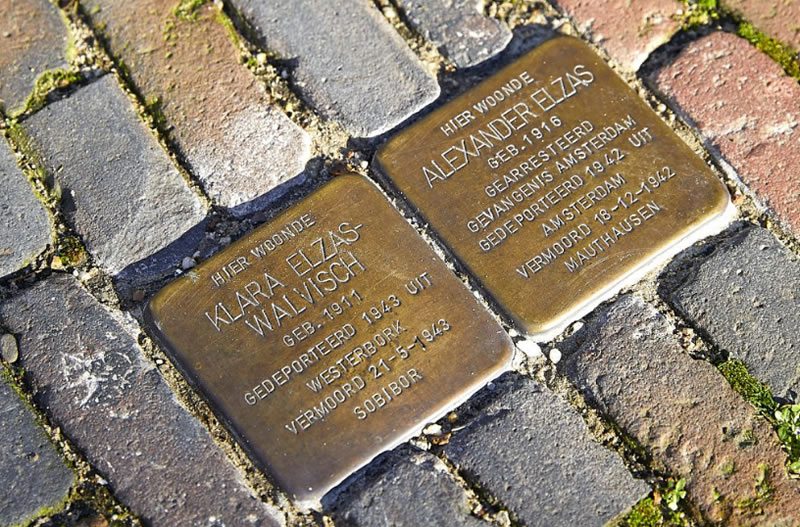 HIER WOONDE
KLARA ELZAS-
WALVISCH
GEB. 1911
GEDEPORTEERD 1943 UIT
WESTERBORK
VERMOORD 21-5-1943
SOBIBOR
HIER WOONDE
ALEXANDER ELZAS
GEB. 1916
GEARRESTEERD
GEVANGENIS AMSTERDAM
GEDEPORTEERD 1942 UIT
AMSTERDAM
VERMOORD 18-12-1942
MAUTHAUSEN